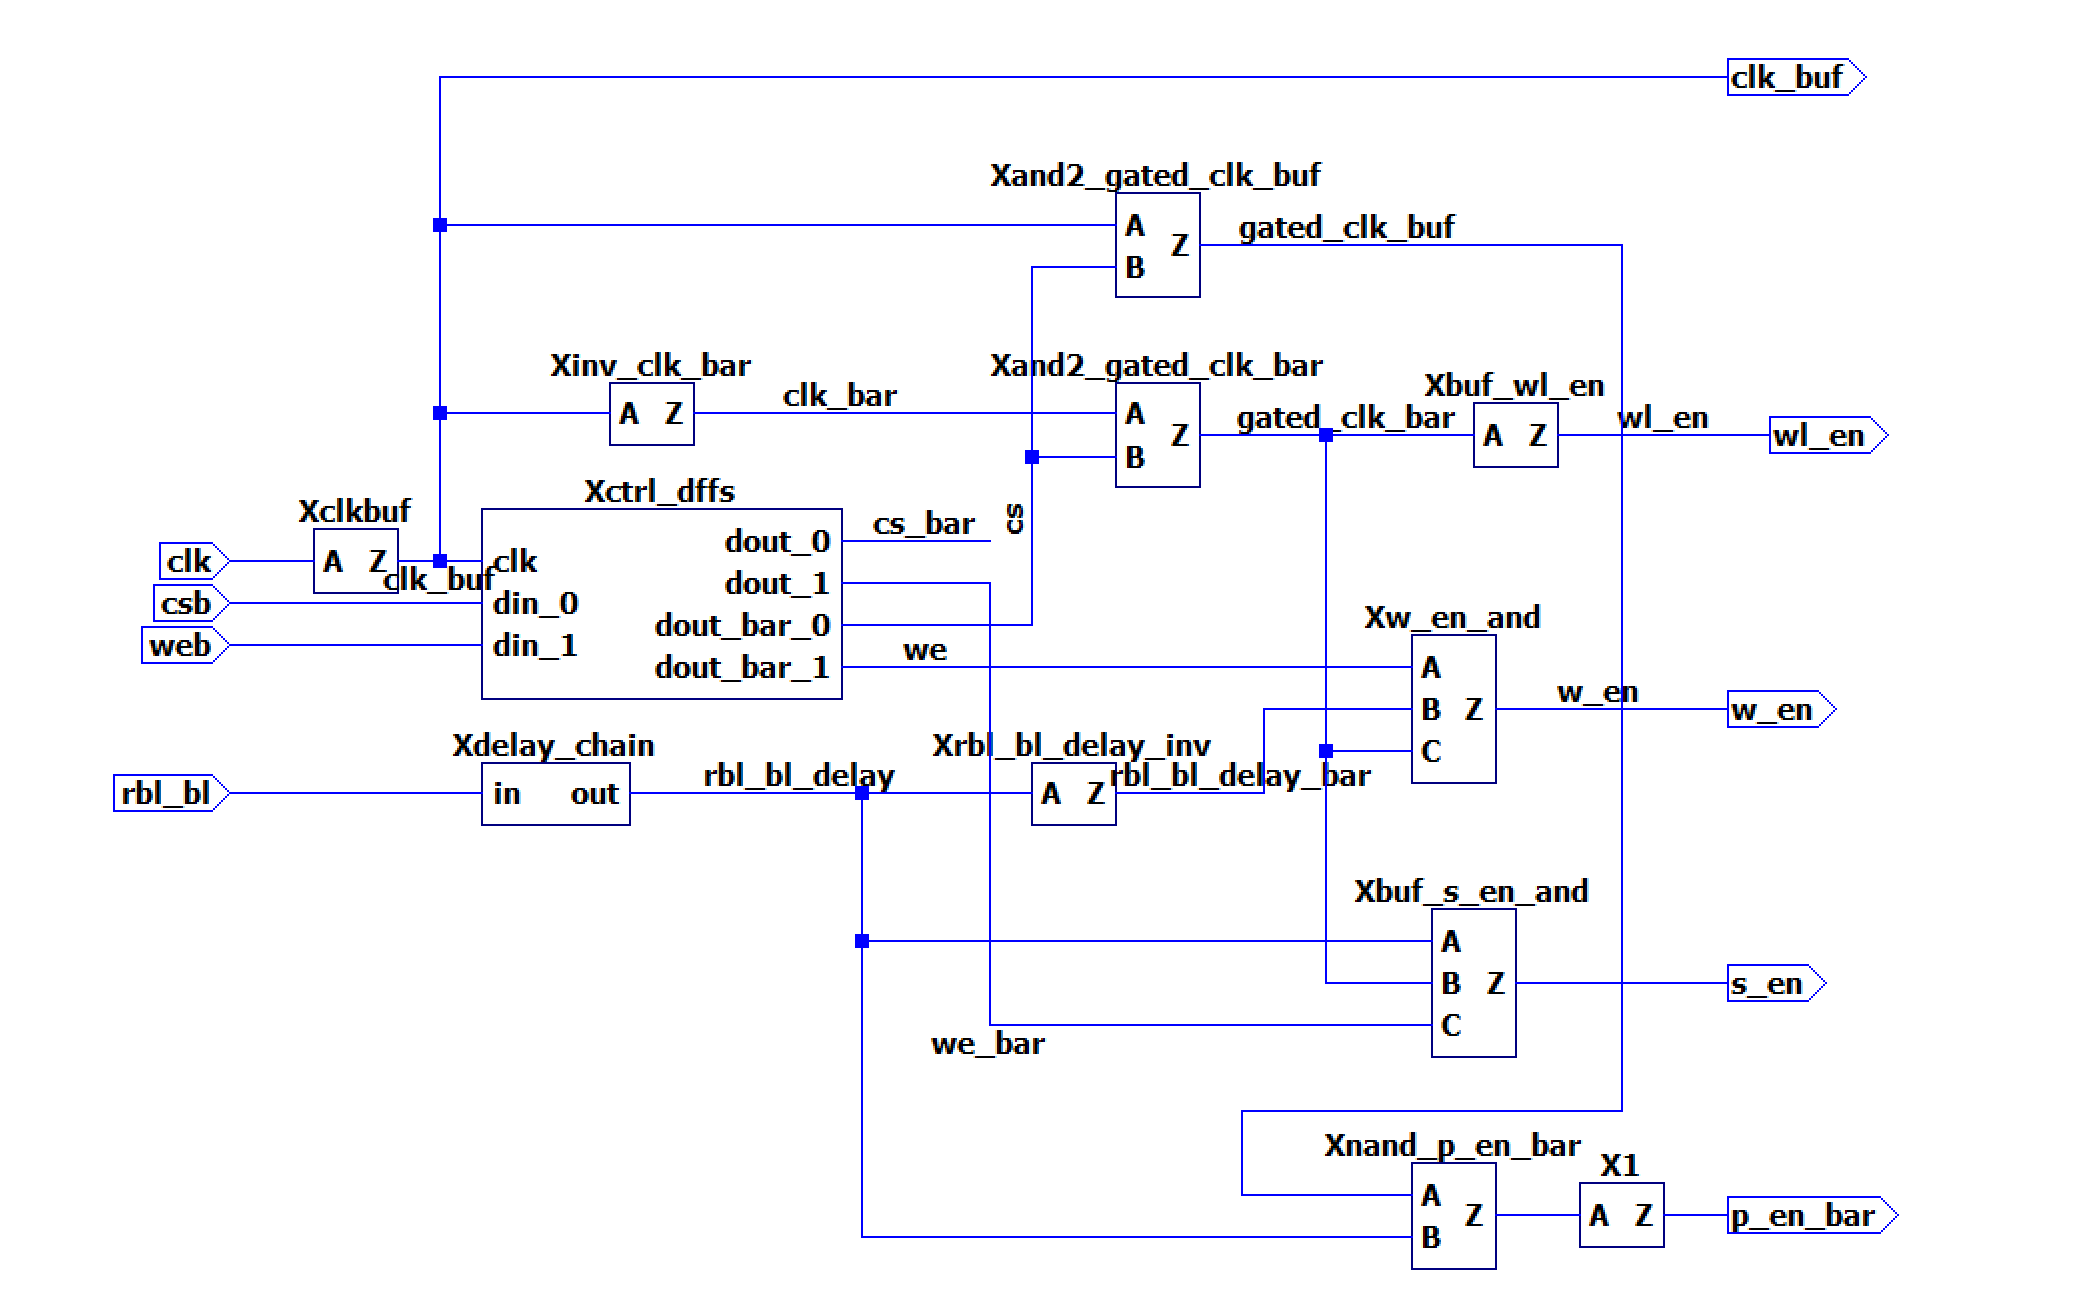 clk_buf
Xand2_gated_clk_buf
A
B
Z
gated_clk_buf
Xinv_clk_bar
A Z
clk_bar
Xand2_gated_clk_bar
A
B
Z
gated_clk_bar
Xbuf_wl_en
A Z
wl_en
wl_en
Xclkbuf
A Z
clk_buf
clk
csb
web
Xctrl_dffs
clk
din_0
din_1
dout_0
dout_1
dout_bar_0
dout_bar_1
cs_bar
cs
we
Xw_en_and
A
B
C
Z
w_en
w_en
rbl_bl
Xdelay_chain
in out
rbl_bl_delay
Xrbl_bl_delay_inv
A Z
rbl_bl_delay_bar
Xbuf_s_en_and
A
B
C
Z
s_en
we_bar
Xnand_p_en_bar
A
B
Z
X1
A Z
p_en_bar